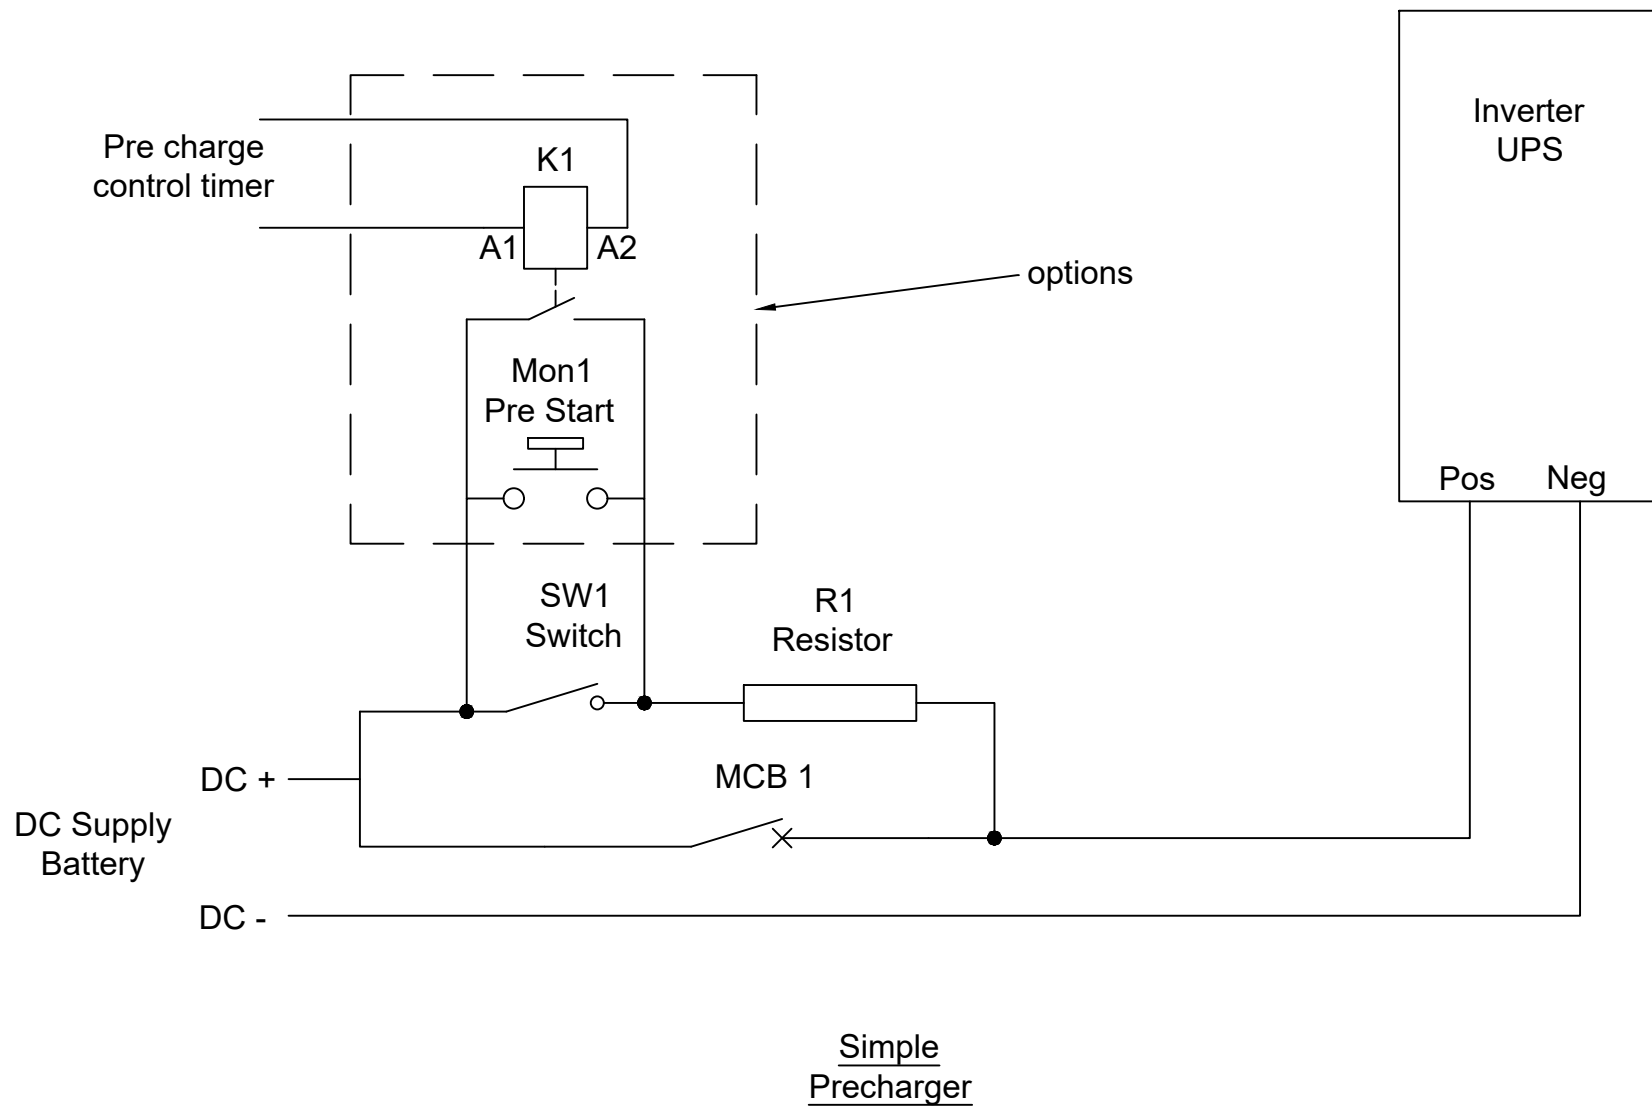 Inverter
UPS
Pre charge
control timer
K1
A1
A2
options
Mon1
Pre Start
Pos
Neg
SW1
Switch
R1
Resistor
DC +
MCB 1
DC Supply
Battery
DC -
Simple
Precharger